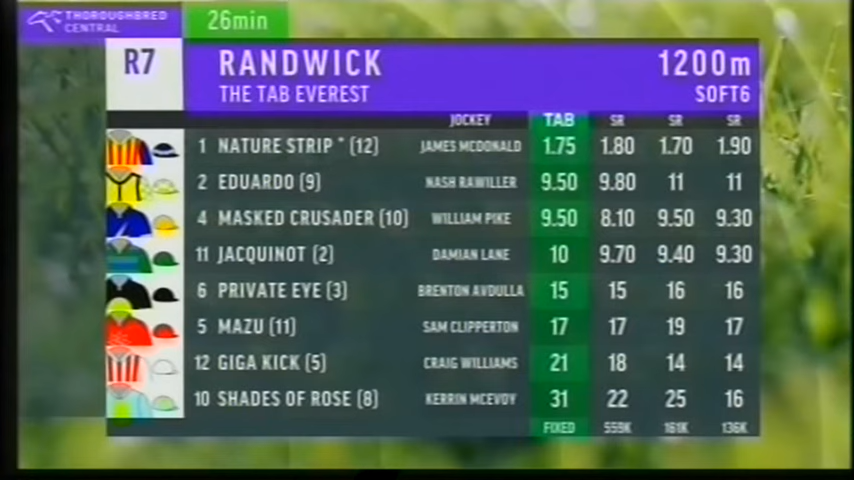 THOROUGHBRED
CENTRAL
26min
R7 RANDWICK 1200m
THE TAB EVEREST SOFT6
JOCKEY TAB SR SR SR
1 NATURE STRIP * (12) JAMES MCDONALD 1.75 1.80 1.70 1.90
2 EDUARDO (9) NASH RAWILLER 9.50 9.80 11 11
4 MASKED CRUSADER (10) WILLIAM PIKE 9.50 8.10 9.50 9.30
11 JACQUINOT (2) DAMIAN LANE 10 9.70 9.40 9.30
6 PRIVATE EYE (3) BRENTON AVDULLA 15 15 16 16
5 MAZU (11) SAM CLIPPERTON 17 17 19 17
12 GIGA KICK (5) CRAIG WILLIAMS 21 18 14 14
10 SHADES OF ROSE (8) KERRIN MCEVOY 31 22 25 16
FIXED 559K 161K 136K